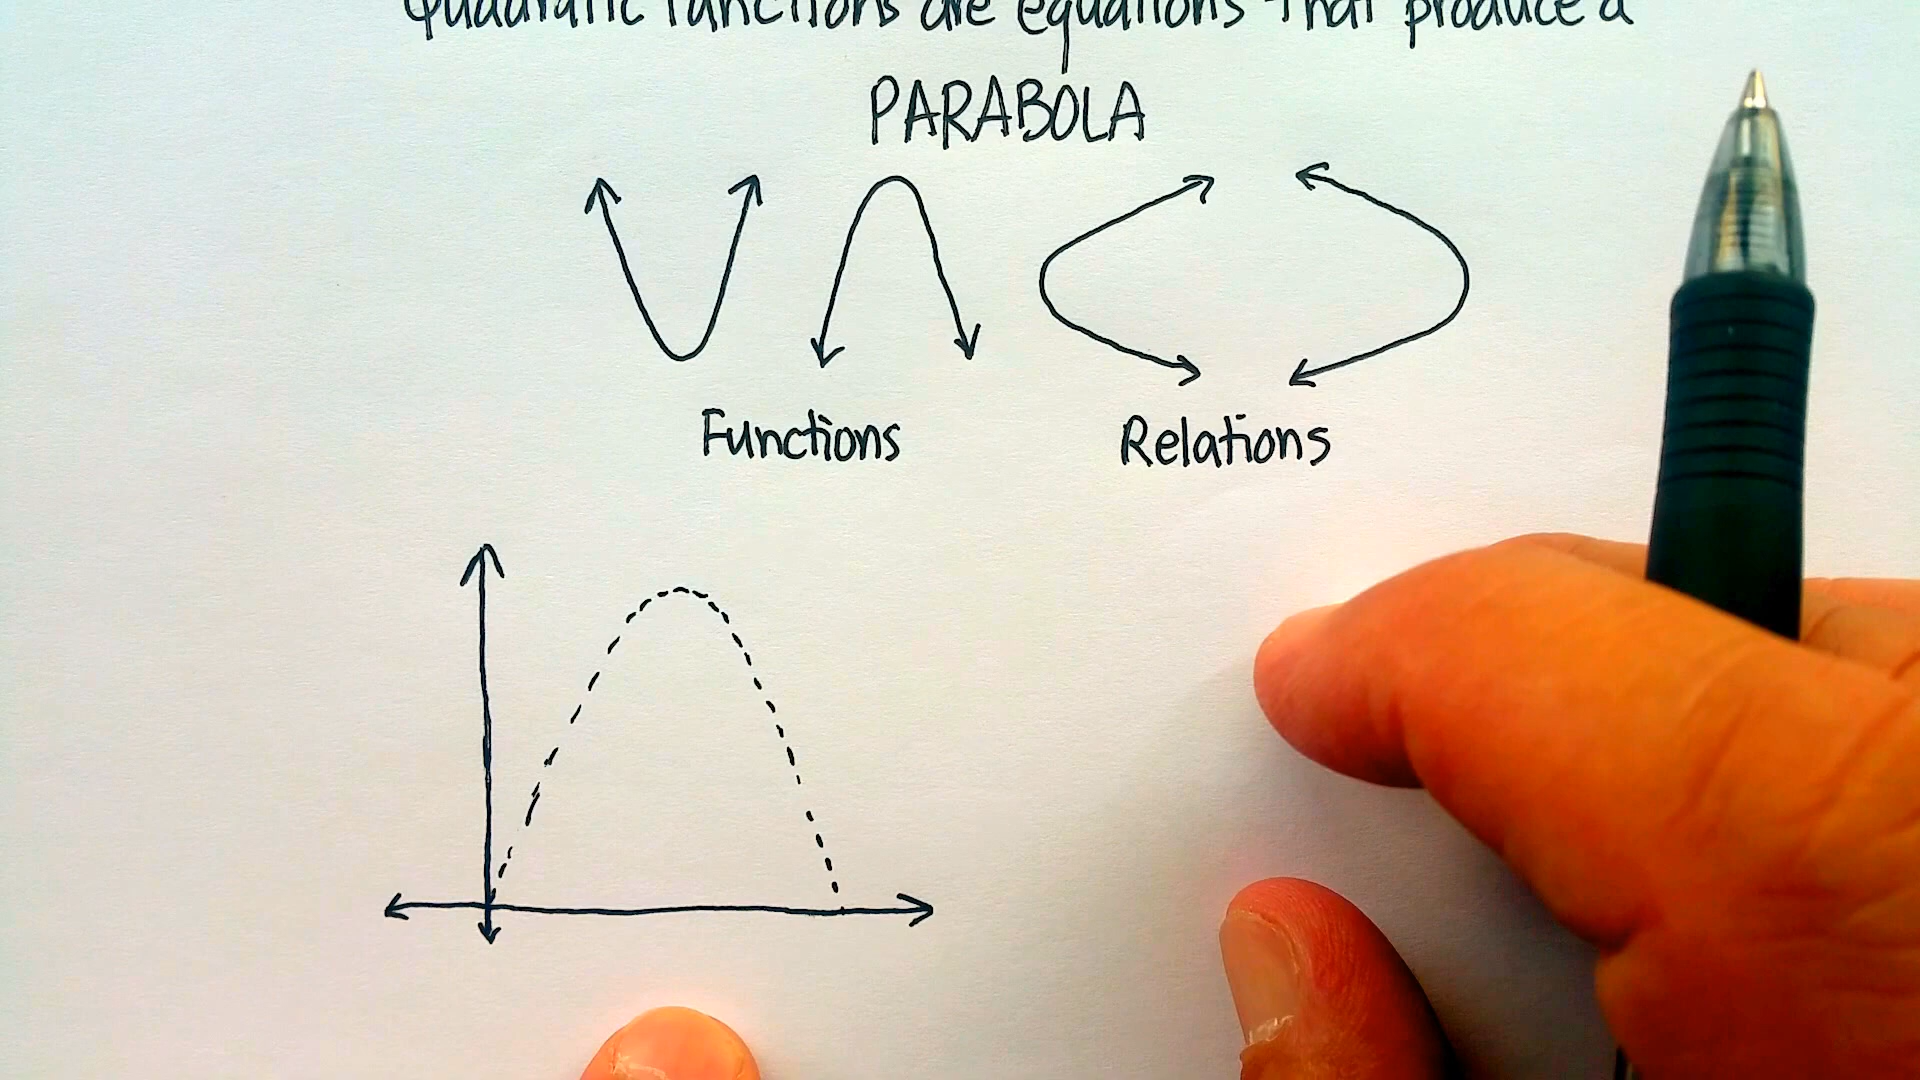 Quadratic functions are equations that produce a
PARABOLA
Functions
Relations